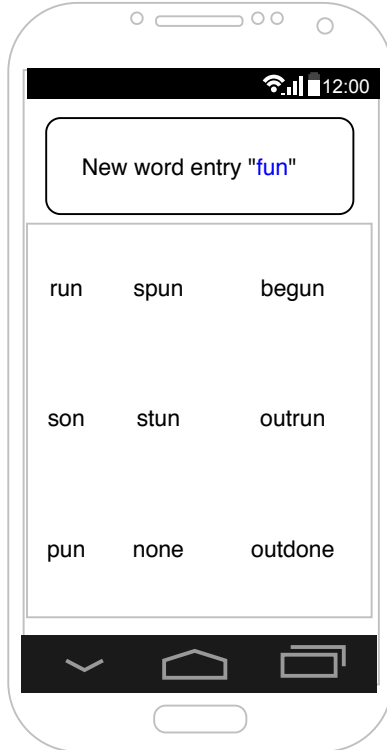 12:00
New word entry "fun"
run spun begun
son stun outrun
pun none outdone